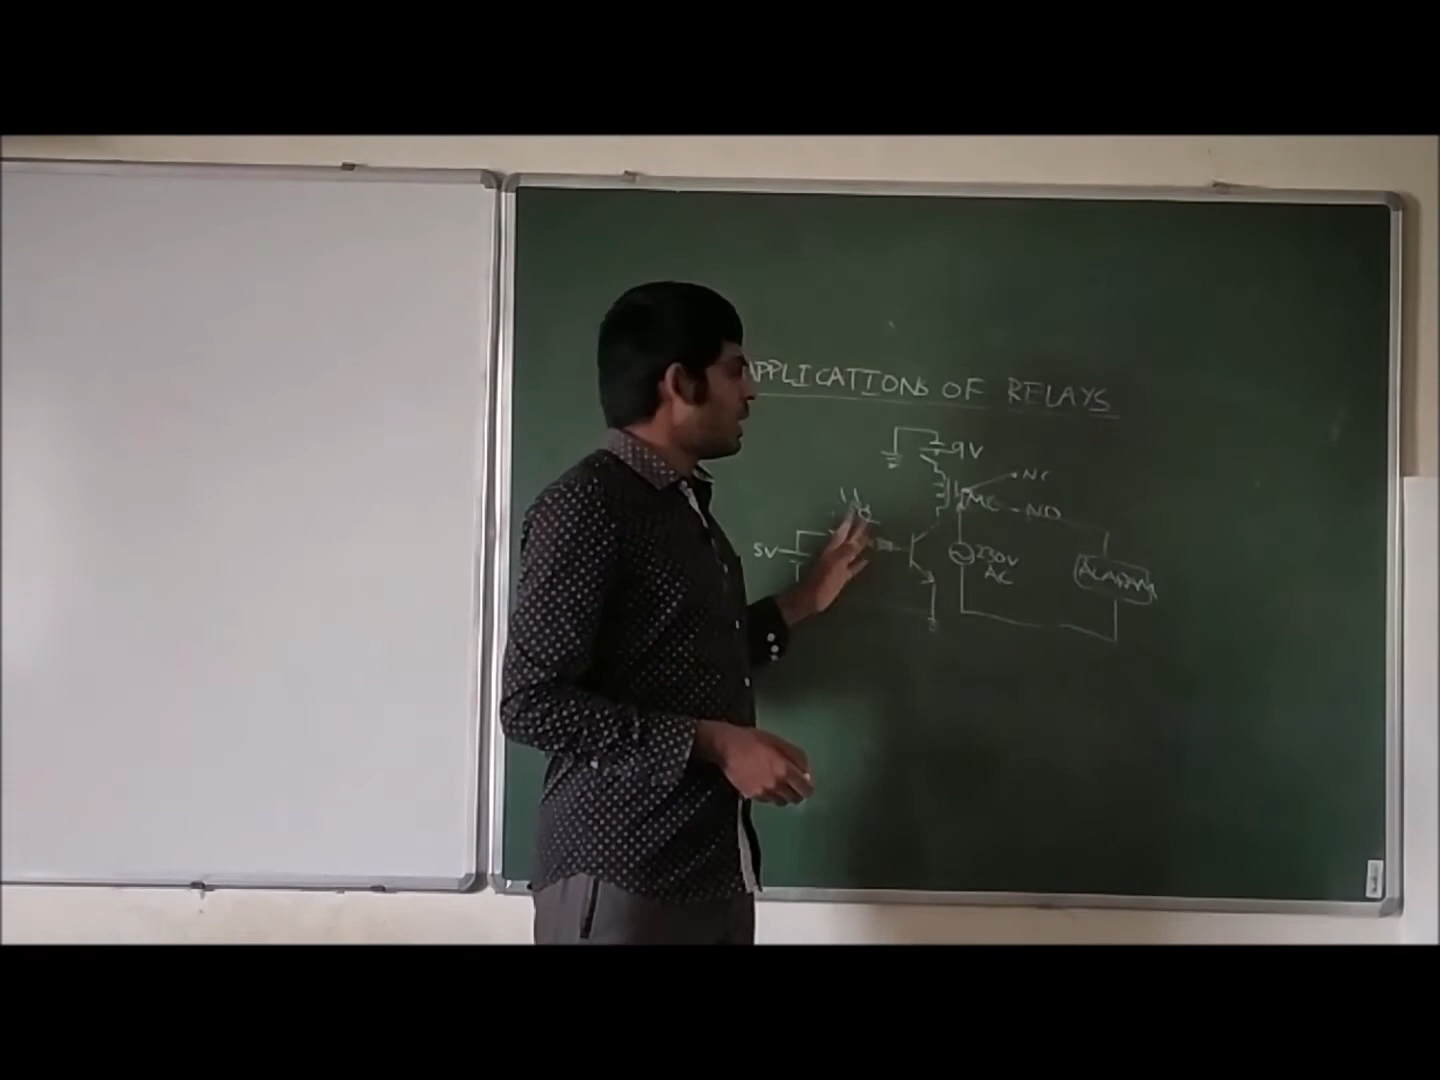 APPLICATIONS OF RELAYS
9V
NC
NO
5V
230V
AC
ALARM